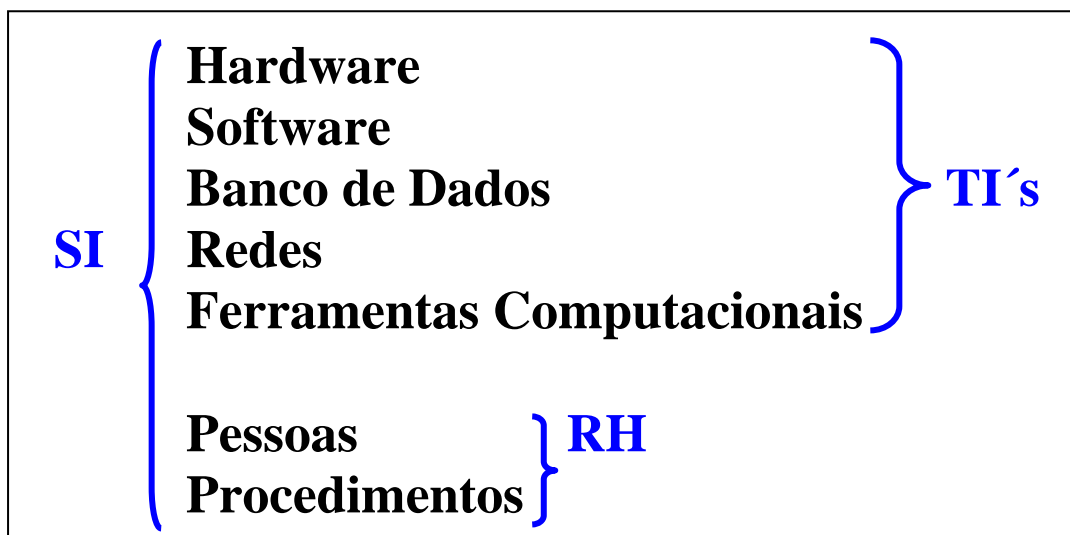 Hardware
Software
Banco de Dados
TI´s
SI
Redes
Ferramentas Computacionais
Pessoas
RH
Procedimentos